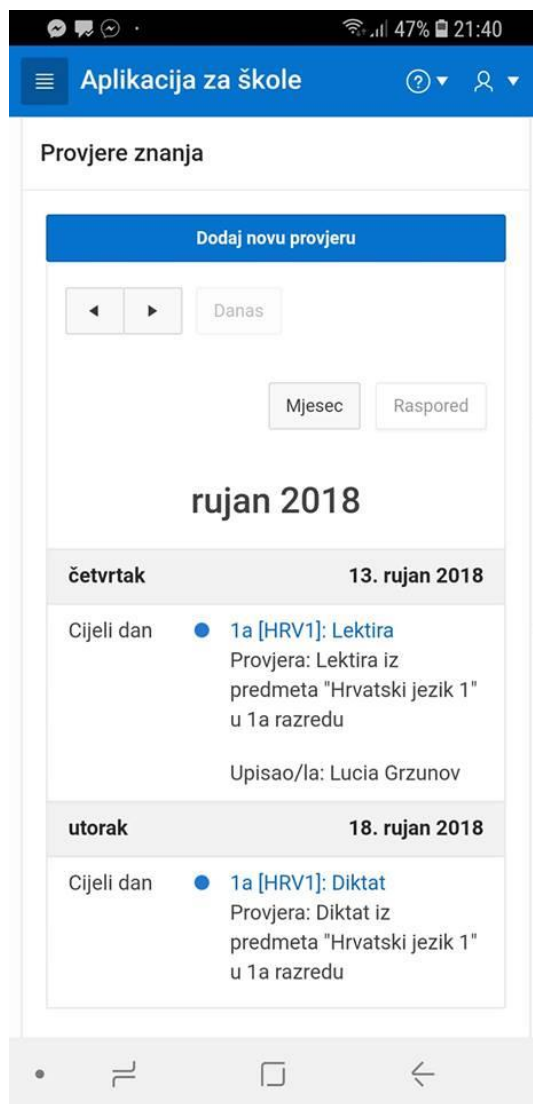 47% 21:40
Aplikacija za škole
Provjere znanja
Dodaj novu provjeru
Danas
Mjesec Raspored
rujan 2018
četvrtak 13. rujan 2018
Cijeli dan 1a [HRV1]: Lektira
Provjera: Lektira iz
predmeta "Hrvatski jezik 1"
u 1a razredu
Upisao/la: Lucia Grzunov
utorak 18. rujan 2018
Cijeli dan 1a [HRV1]: Diktat
Provjera: Diktat iz
predmeta "Hrvatski jezik 1"
u 1a razredu